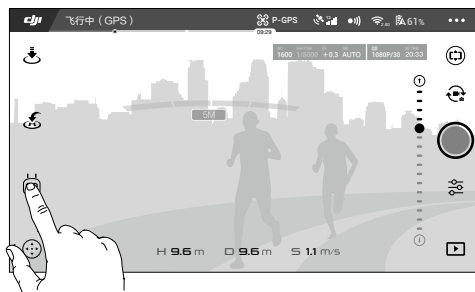 dji 飞行中（GPS） P-GPS 61%
09:29
1600 1/8000 +0.3 AUTO 1080P/30 20:33
5M
H 9.6 m D 9.6 m S 1.1 m/s